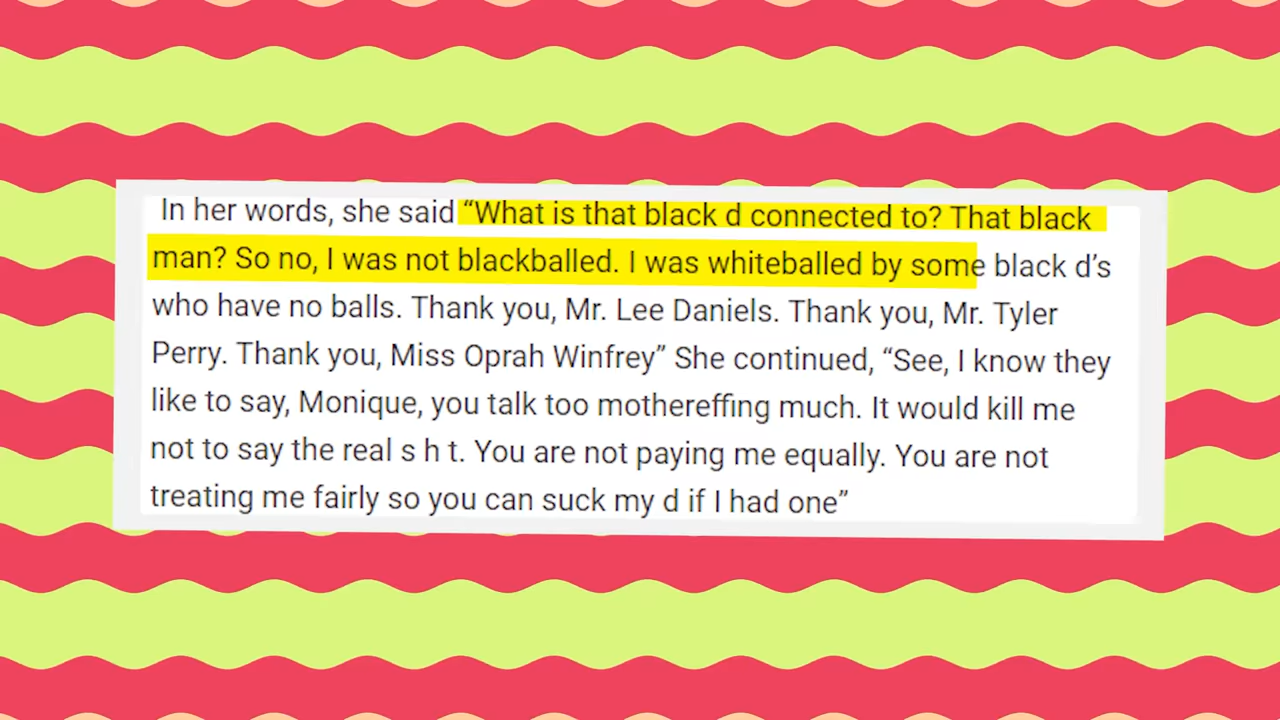 In her words, she said “What is that black d connected to? That black
man? So no, I was not blackballed. I was whiteballed by some black d’s
who have no balls. Thank you, Mr. Lee Daniels. Thank you, Mr. Tyler
Perry. Thank you, Miss Oprah Winfrey” She continued, “See, I know they
like to say, Monique, you talk too mothereffing much. It would kill me
not to say the real s h t. You are not paying me equally. You are not
treating me fairly so you can suck my d if I had one”